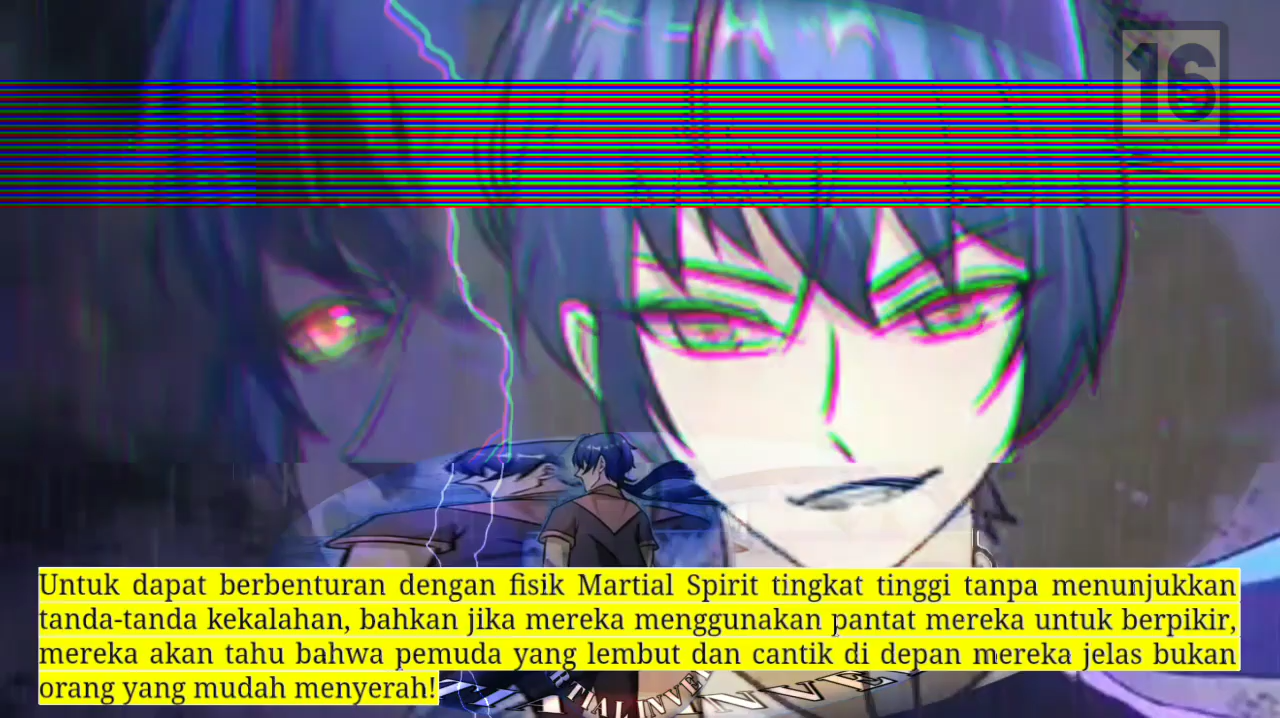 16
Untuk dapat berbenturan dengan fisik Martial Spirit tingkat tinggi tanpa menunjukkan
tanda-tanda kekalahan, bahkan jika mereka menggunakan pantat mereka untuk berpikir,
mereka akan tahu bahwa pemuda yang lembut dan cantik di depan mereka jelas bukan
orang yang mudah menyerah!